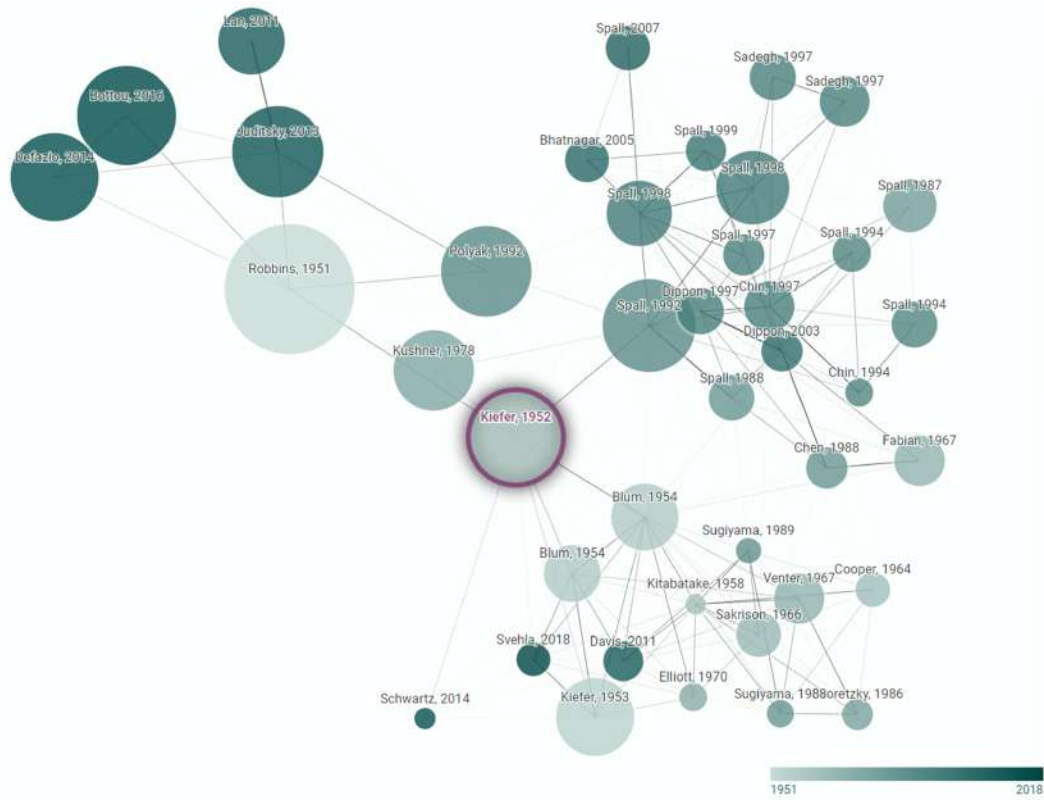 Lan, 2011
Spall, 2007
Sadegh, 1997
Sadegh, 1997
Bottou, 2016
Juditsky, 2013
Spall, 1999
Bhatnagar, 2005
Defazio, 2014
Spall, 1998
Spall, 1987
Spall, 1998
Spall, 1997
Spall, 1994
Polyak, 1992
Robbins, 1951
Dippon, 1997
Chin, 1997
Spall, 1992
Spall, 1994
Dippon, 2003
Kushner, 1978
Chin, 1994
Spall, 1988
Kiefer, 1952
Chen, 1988
Fabian, 1967
Blum, 1954
Sugiyama, 1989
Blum, 1954
Cooper, 1964
Venter, 1967
Kitabatake, 1958
Sakrison, 1966
Svehla, 2018
Davis, 2011
Elliott, 1970
Schwartz, 2014
Kiefer, 1953
Sugiyama, 1988
oretzky, 1986
1951
2018